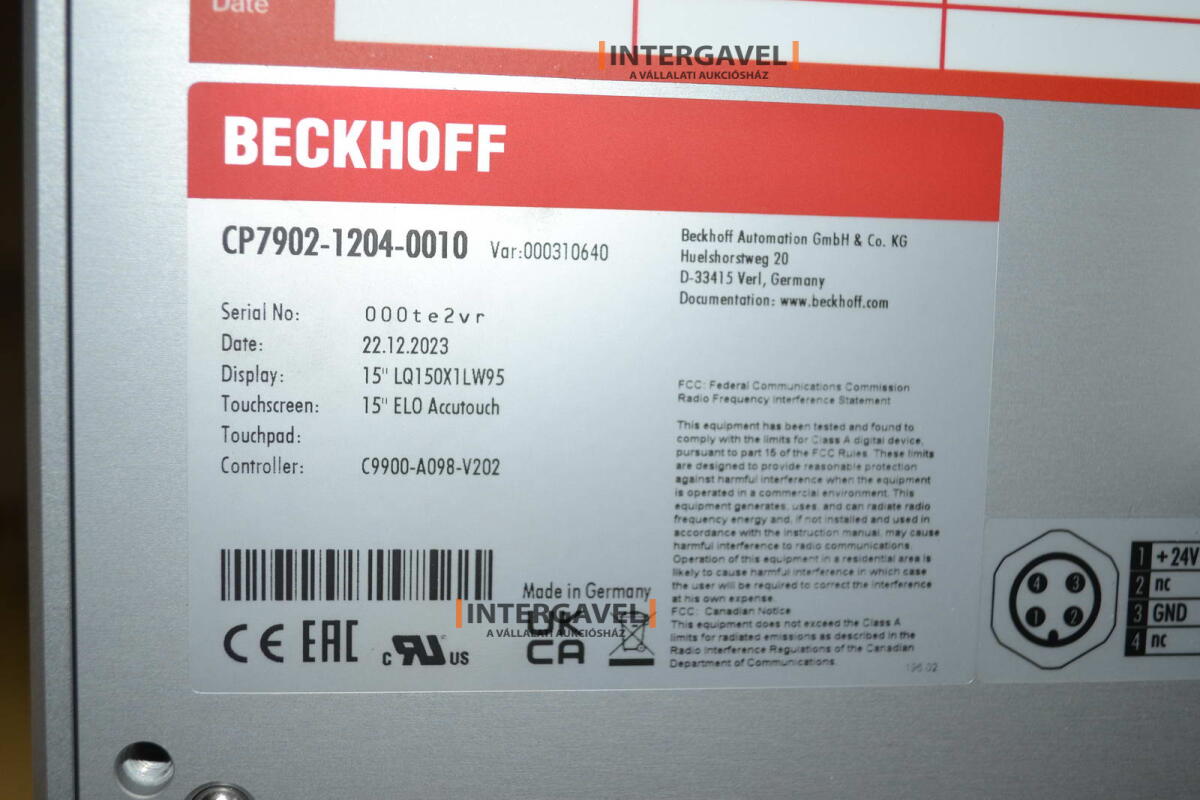 Date
INTERGAVEL
A VÁLLALATI AUKCIÓSHÁZ
BECKHOFF
CP7902-1204-0010 Var:000310640
Serial No: 000te2vr
Date: 22.12.2023
Display: 15" LQ150X1LW95
Touchscreen: 15" ELO Accutouch
Touchpad:
Controller: C9900-A098-V202
Beckhoff Automation GmbH & Co. KG
Huelshorstweg 20
D-33415 Verl, Germany
Documentation: www.beckhoff.com
FCC: Federal Communications Commission
Radio Frequency Interference Statement
This equipment has been tested and found to
comply with the limits for Class A digital device,
pursuant to part 15 of the FCC Rules. These limits
are designed to provide reasonable protection
against harmful interference when the equipment
is operated in a commercial environment. This
equipment generates, uses, and can radiate radio
frequency energy and, if not installed and used in
accordance with the instruction manual, may cause
harmful interference to radio communications.
Operation of this equipment in a residential area is
likely to cause harmful interference in which case
the user will be required to correct the interference
at his own expense.
FCC: Canadian Notice
This equipment does not exceed the Class A
limits for radiated emissions as described in the
Radio Interference Regulations of the Canadian
Department of Communications.
196.02
Made in Germany
INTERGAVEL
A VÁLLALATI AUKCIÓSHÁZ
CE EAC c RU US UK
CA
4 3
1 2
1 +24V
2 nc
3 GND
4 nc